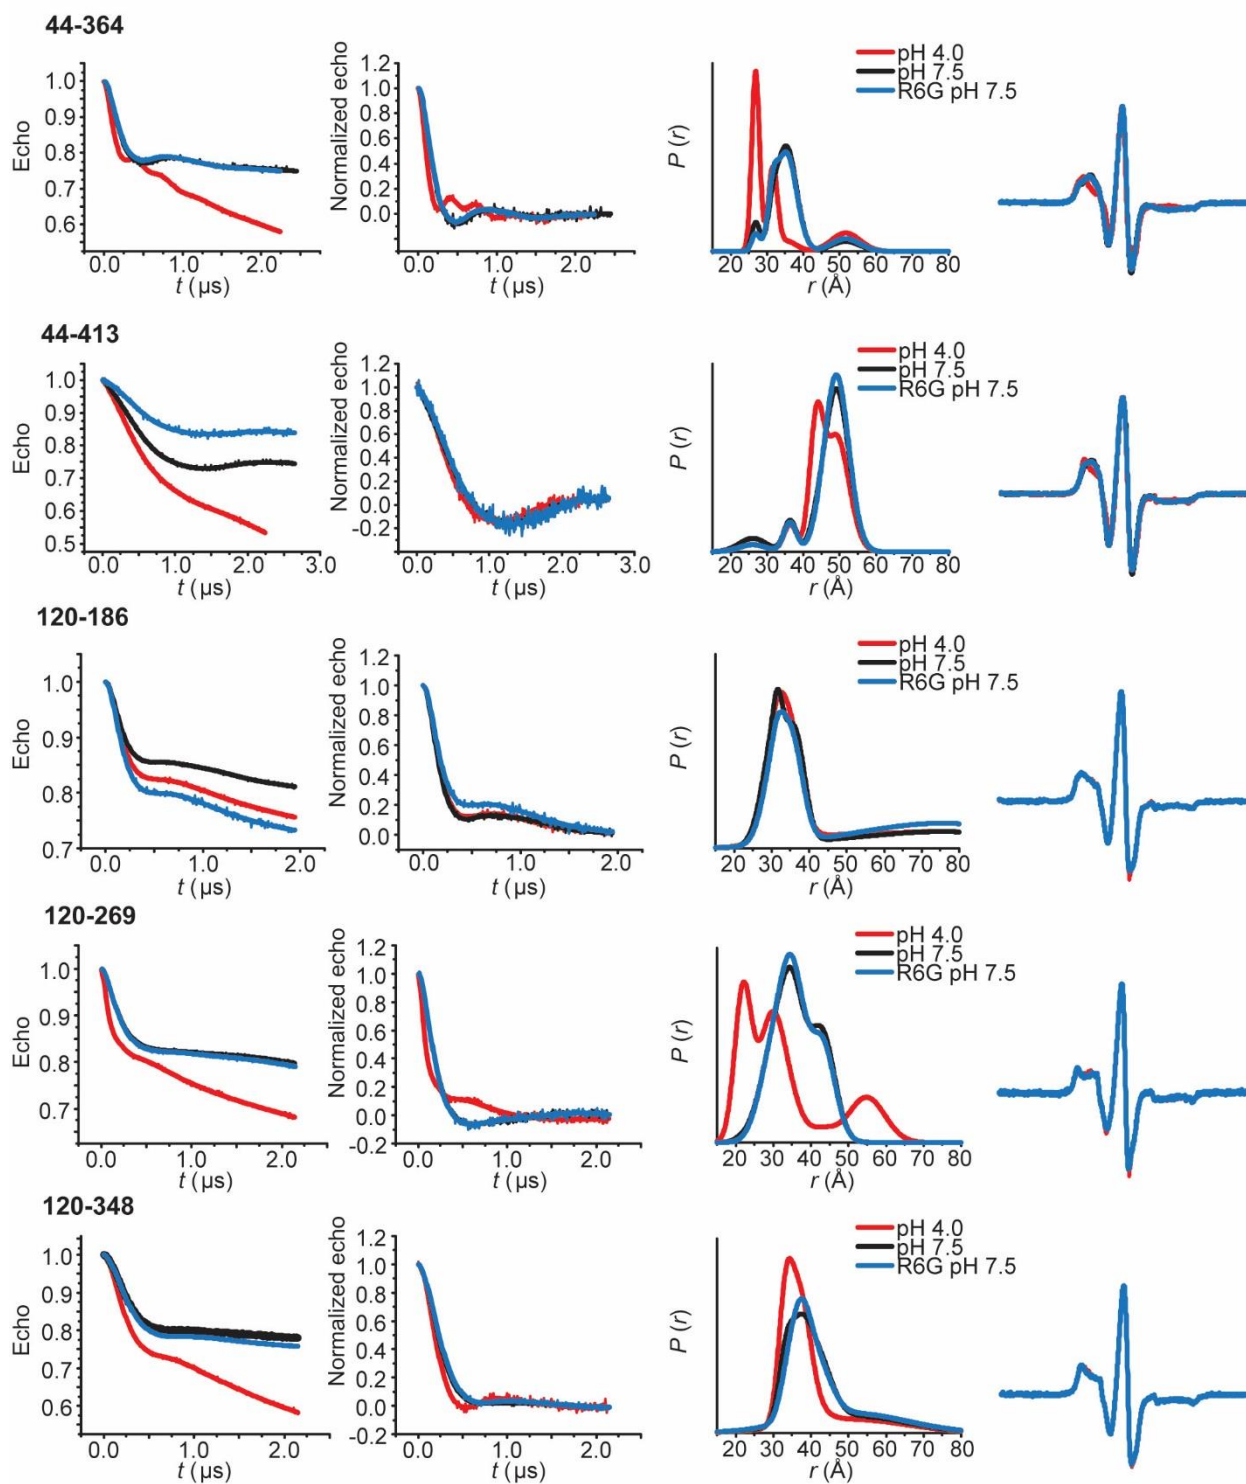 44-364
Echo
1.0
0.9
0.8
0.7
0.6
0.0 1.0 2.0
t (µs)
Normalized echo
1.2
1.0
0.8
0.6
0.4
0.2
0.0
0.0 1.0 2.0
t (µs)
P (r)
pH 4.0
pH 7.5
R6G pH 7.5
20 30 40 50 60 70 80
r (Å)
44-413
Echo
1.0
0.9
0.8
0.7
0.6
0.5
0.0 1.0 2.0 3.0
t (µs)
Normalized echo
1.2
1.0
0.8
0.6
0.4
0.2
0.0
-0.2
0.0 1.0 2.0 3.0
t (µs)
P (r)
pH 4.0
pH 7.5
R6G pH 7.5
20 30 40 50 60 70 80
r (Å)
120-186
Echo
1.0
0.9
0.8
0.7
0.0 1.0 2.0
t (µs)
Normalized echo
1.2
1.0
0.8
0.6
0.4
0.2
0.0
0.0 1.0 2.0
t (µs)
P (r)
pH 4.0
pH 7.5
R6G pH 7.5
20 30 40 50 60 70 80
r (Å)
120-269
Echo
1.0
0.9
0.8
0.7
0.0 1.0 2.0
t (µs)
Normalized echo
1.2
1.0
0.8
0.6
0.4
0.2
0.0
-0.2
0.0 1.0 2.0
t (µs)
P (r)
pH 4.0
pH 7.5
R6G pH 7.5
20 30 40 50 60 70 80
r (Å)
120-348
Echo
1.0
0.9
0.8
0.7
0.6
0.0 1.0 2.0
t (µs)
Normalized echo
1.2
1.0
0.8
0.6
0.4
0.2
0.0
-0.2
0.0 1.0 2.0
t (µs)
P (r)
pH 4.0
pH 7.5
R6G pH 7.5
20 30 40 50 60 70 80
r (Å)